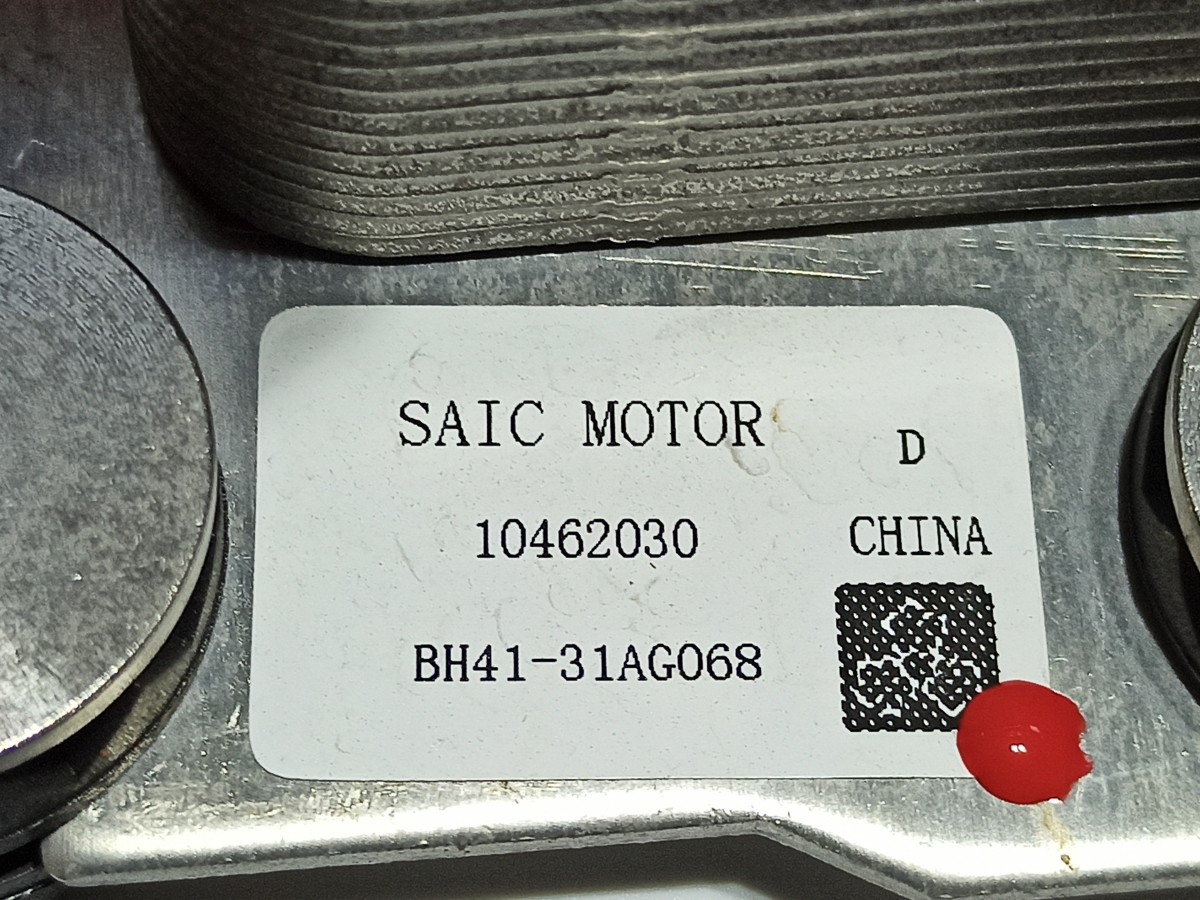 SAIC MOTOR
D
10462030
CHINA
BH41-31AG068